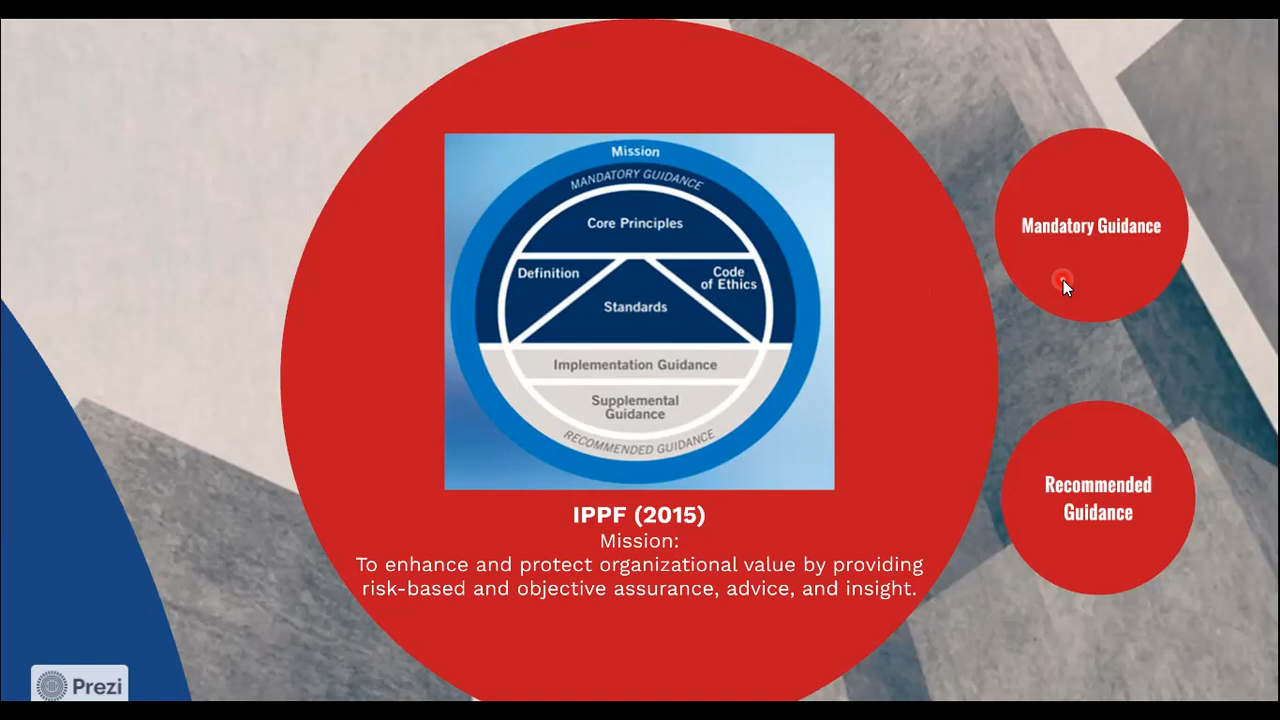 Mission
MANDATORY GUIDANCE
Core Principles
Definition
Code
of Ethics
Standards
Implementation Guidance
Supplemental
Guidance
RECOMMENDED GUIDANCE
IPPF (2015)
Mission:
To enhance and protect organizational value by providing
risk-based and objective assurance, advice, and insight.
Mandatory Guidance
Recommended
Guidance
Prezi